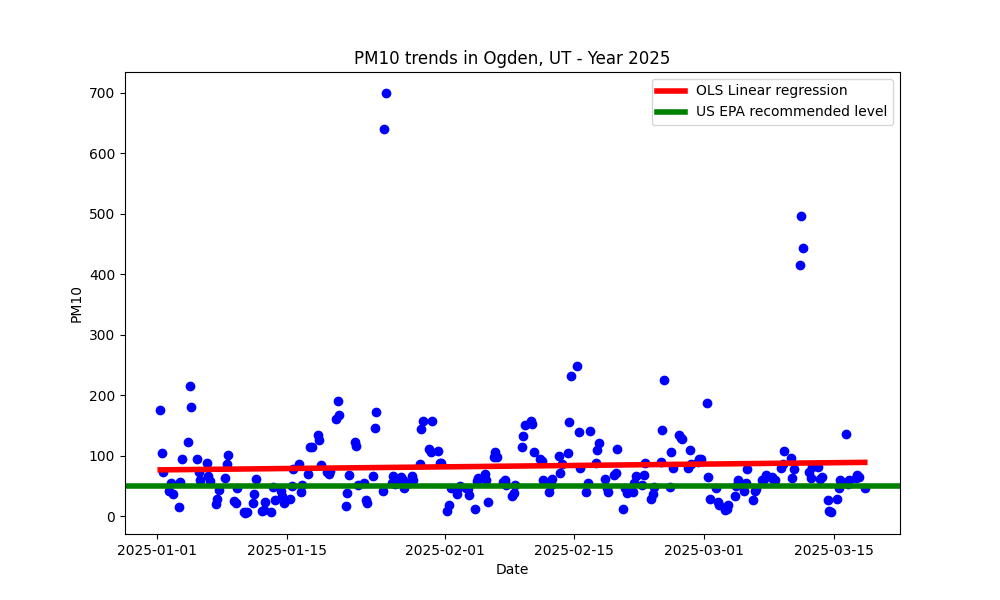 PM10 trends in Ogden, UT - Year 2025
OLS Linear regression
US EPA recommended level
700
600
500
400
300
200
100
0
PM10
2025-01-01
2025-01-15
2025-02-01
2025-02-15
2025-03-01
2025-03-15
Date